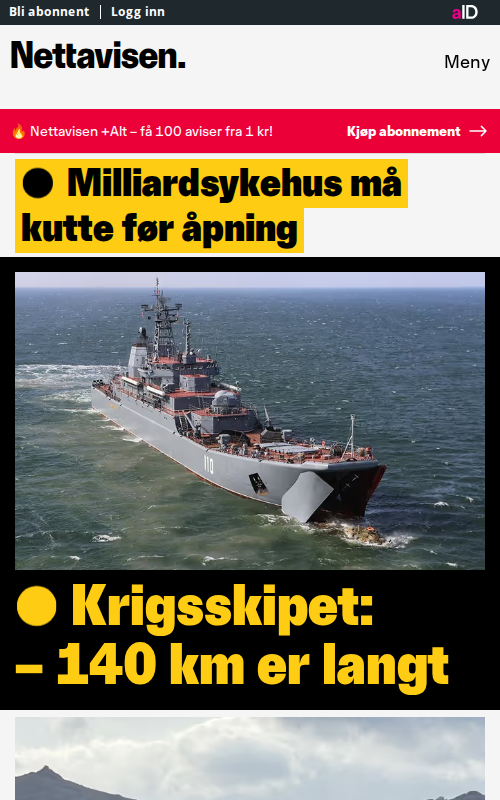 Bli abonnent
Logg inn
aID
Nettavisen.
Meny
🔥 Nettavisen +Alt – få 100 aviser fra 1 kr!
Kjøp abonnement →
Milliardsykehus må
kutte før åpning
110
Krigsskipet:
– 140 km er langt